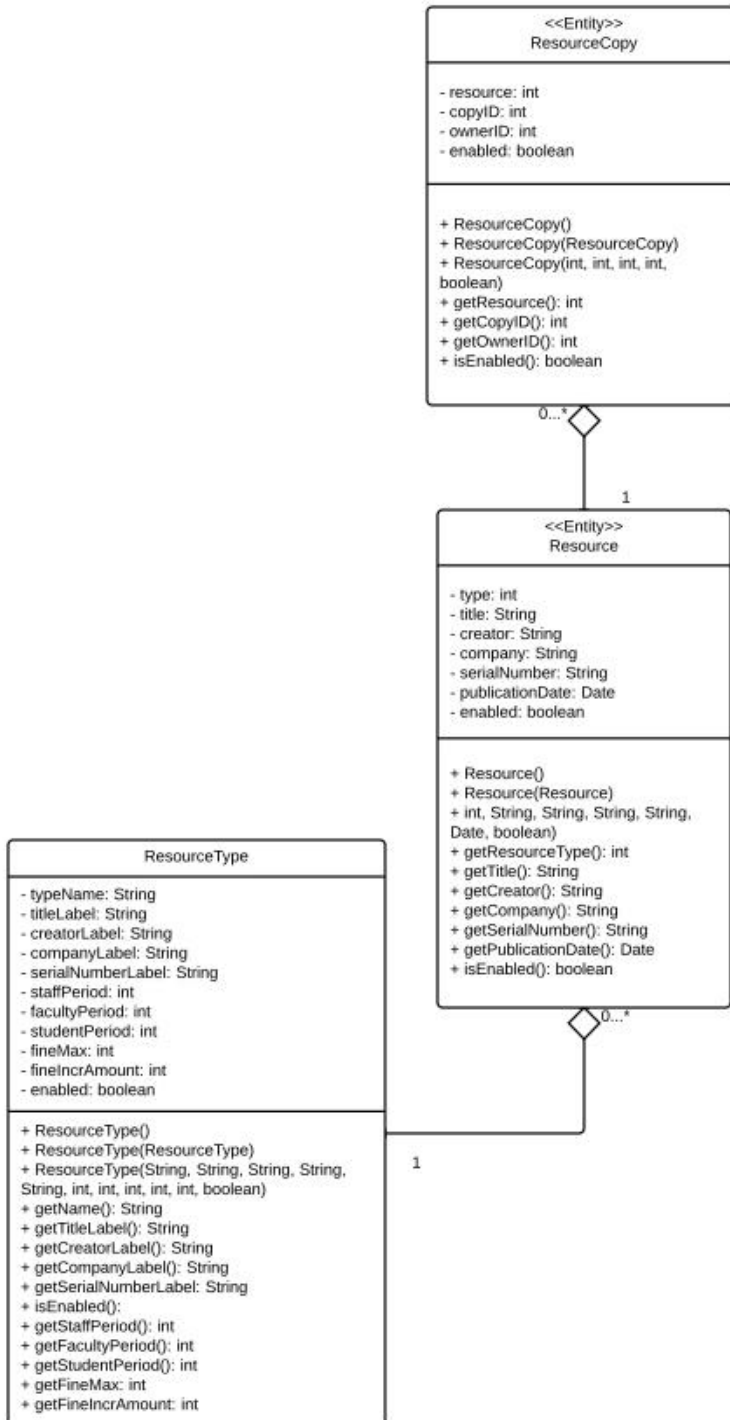 <<Entity>>
ResourceCopy
- resource: int
- copyID: int
- ownerID: int
- enabled: boolean
+ ResourceCopy()
+ ResourceCopy(ResourceCopy)
+ ResourceCopy(int, int, int, int,
boolean)
+ getResource(): int
+ getCopyID(): int
+ getOwnerID(): int
+ isEnabled(): boolean
0...*
1
<<Entity>>
Resource
- type: int
- title: String
- creator: String
- company: String
- serialNumber: String
- publicationDate: Date
- enabled: boolean
+ Resource()
+ Resource(Resource)
+ int, String, String, String, String,
Date, boolean)
+ getResourceType(): int
+ getTitle(): String
+ getCreator(): String
+ getCompany(): String
+ getSerialNumber(): String
+ getPublicationDate(): Date
+ isEnabled(): boolean
0...*
1
ResourceType
- typeName: String
- titleLabel: String
- creatorLabel: String
- companyLabel: String
- serialNumberLabel: String
- staffPeriod: int
- facultyPeriod: int
- studentPeriod: int
- fineMax: int
- fineIncrAmount: int
- enabled: boolean
+ ResourceType()
+ ResourceType(ResourceType)
+ ResourceType(String, String, String, String,
String, int, int, int, int, int, boolean)
+ getName(): String
+ getTitleLabel(): String
+ getCreatorLabel(): String
+ getCompanyLabel(): String
+ getSerialNumberLabel: String
+ isEnabled():
+ getStaffPeriod(): int
+ getFacultyPeriod(): int
+ getStudentPeriod(): int
+ getFineMax: int
+ getFineIncrAmount: int